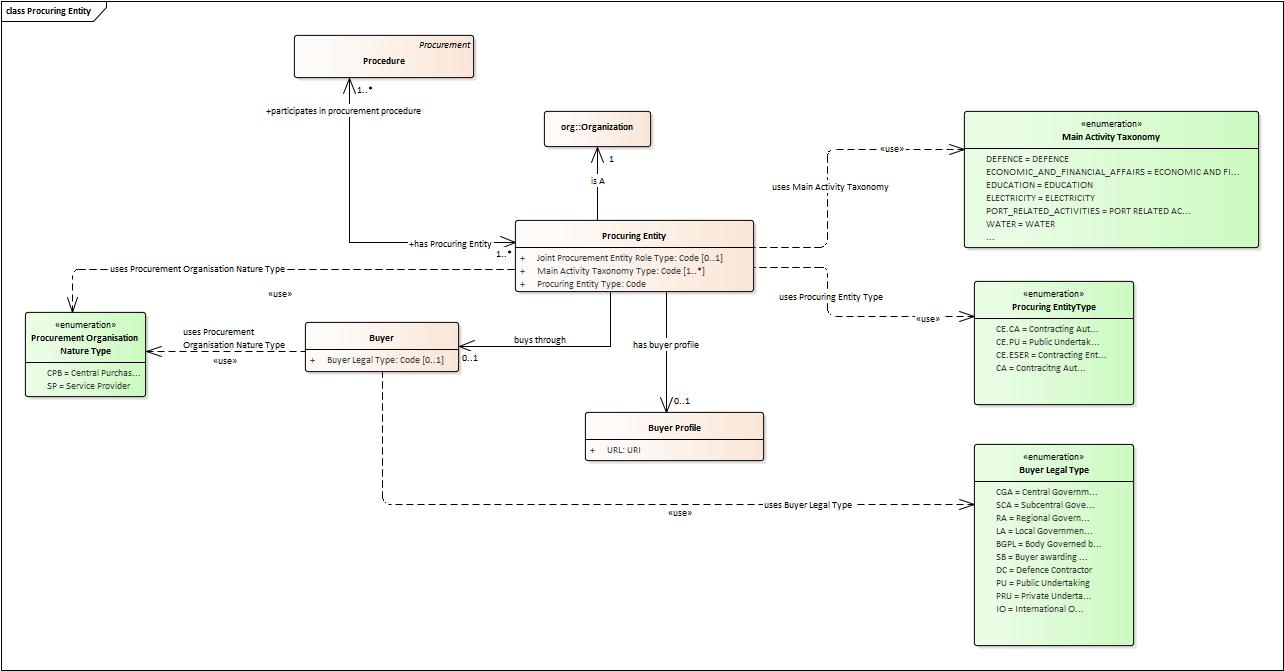 class Procuring Entity
Procurement
Procedure
1..*
+participates in procurement procedure
org::Organization
1
is A
«enumeration»
Main Activity Taxonomy
DEFENCE = DEFENCE
ECONOMIC_AND_FINANCIAL_AFFAIRS = ECONOMIC AND FI...
EDUCATION = EDUCATION
ELECTRICITY = ELECTRICITY
PORT_RELATED_ACTIVITIES = PORT RELATED AC...
WATER = WATER
...
«use»
uses Main Activity Taxonomy
Procuring Entity
+ Joint Procurement Entity Role Type: Code [0..1]
+ Main Activity Taxonomy Type: Code [1..*]
+ Procuring Entity Type: Code
+has Procuring Entity
1..*
uses Procurement Organisation Nature Type
«use»
uses Procuring Entity Type
«use»
«enumeration»
Procuring EntityType
CE.CA = Contracting Aut...
CE.PU = Public Undertak...
CE.ESER = Contracting Ent...
CA = Contracitng Aut...
«enumeration»
Procurement Organisation
Nature Type
CPB = Central Purchas...
SP = Service Provider
uses Procurement
Organisation Nature Type
«use»
Buyer
+ Buyer Legal Type: Code [0..1]
buys through
0..1
has buyer profile
0..1
Buyer Profile
+ URL: URI
«enumeration»
Buyer Legal Type
CGA = Central Governm...
SCA = Subcentral Gove...
RA = Regional Govern...
LA = Local Governmen...
BGPL = Body Governed b...
SB = Buyer awarding ...
DC = Defence Contractor
PU = Public Undertaking
PRU = Private Underta...
IO = International O...
uses Buyer Legal Type
«use»